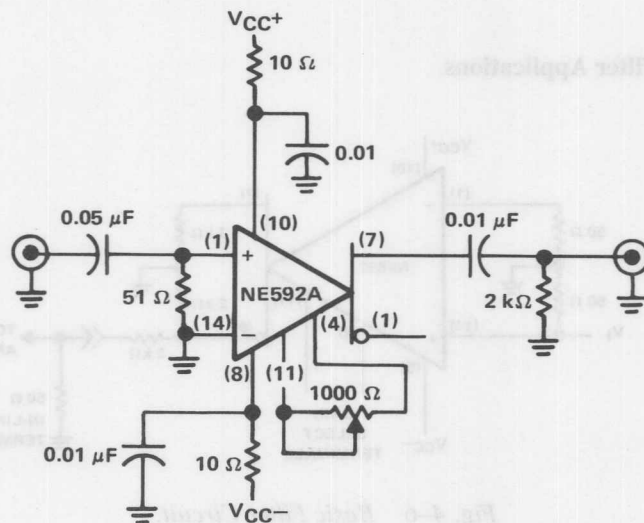 VCC+
10 Ω
0.01
0.05 μF
(1)
+
(10)
NE592A
(7)
0.01 μF
51 Ω
(14)
−
(4)
(1)
2 kΩ
(8)
(11)
1000 Ω
0.01 μF
10 Ω
VCC−